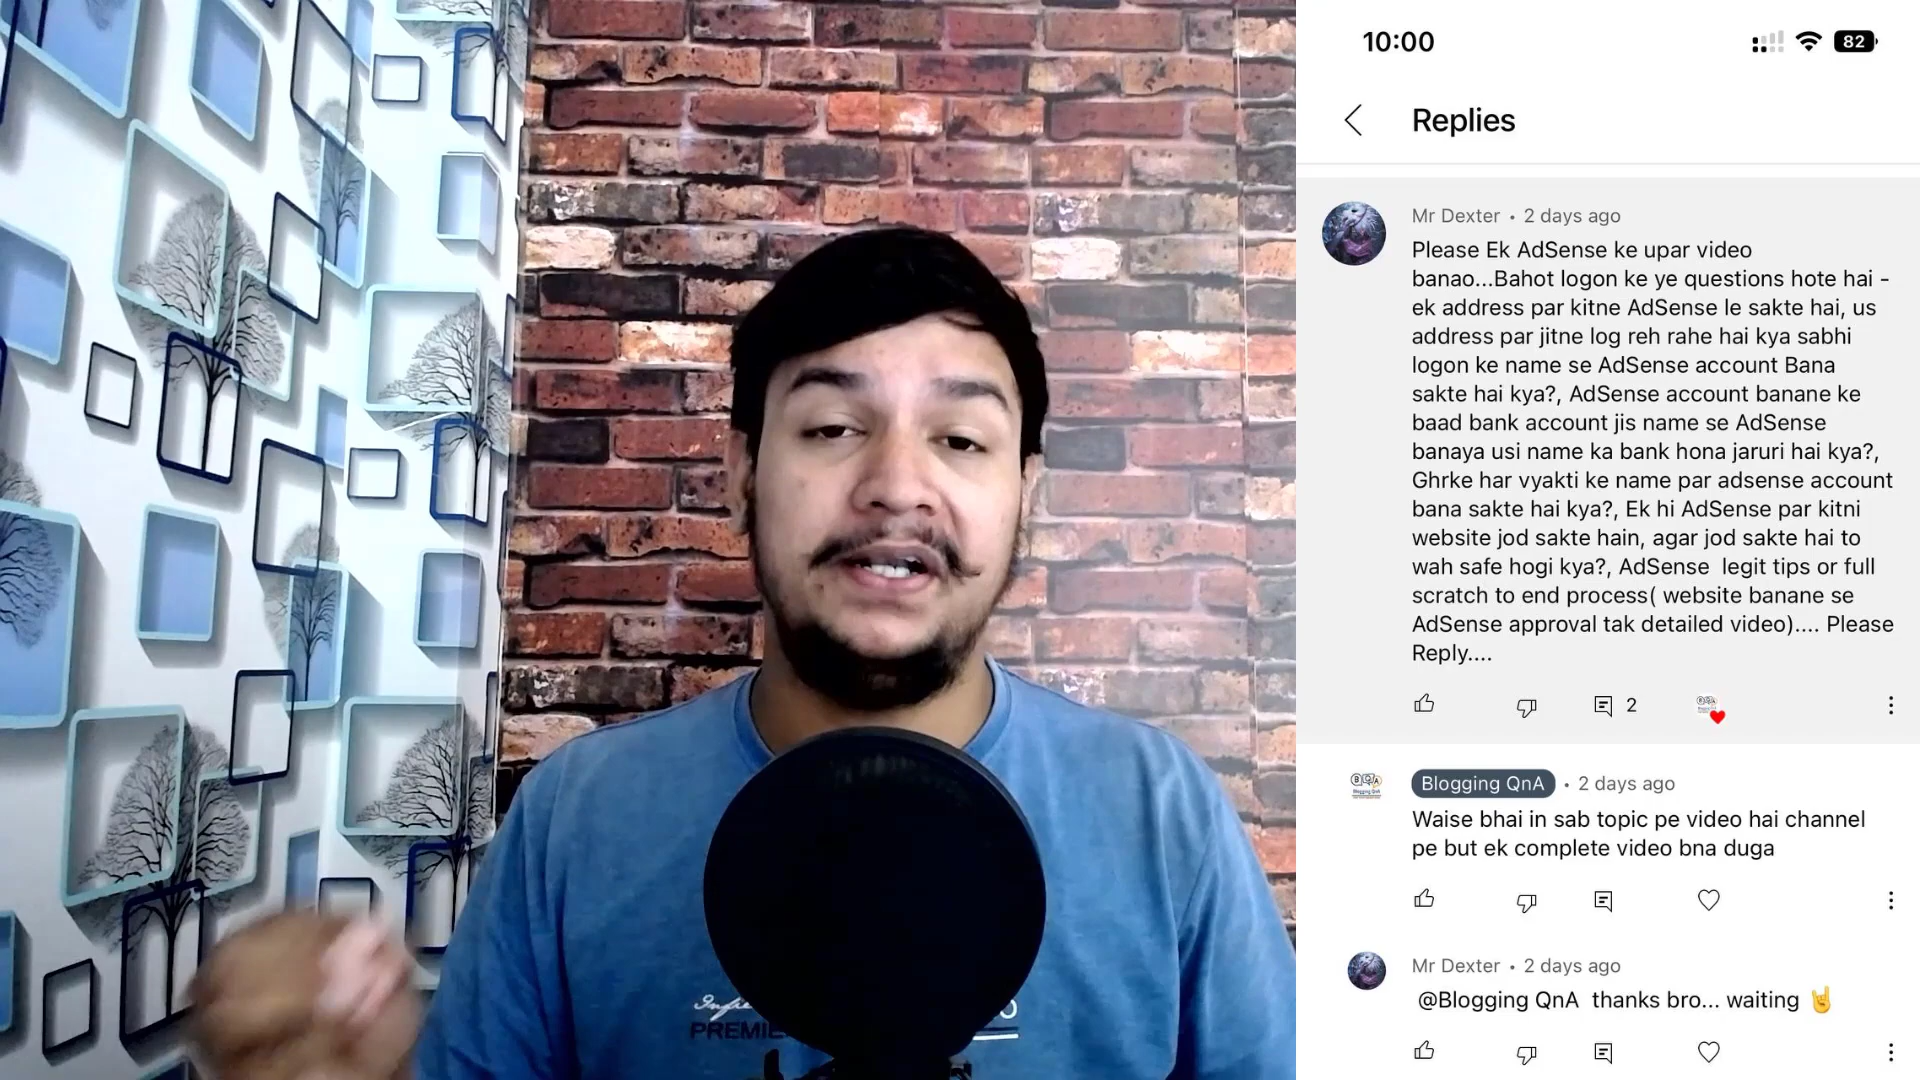 10:00
82
Replies
Mr Dexter • 2 days ago
Please Ek AdSense ke upar video
banao...Bahot logon ke ye questions hote hai -
ek address par kitne AdSense le sakte hai, us
address par jitne log reh rahe hai kya sabhi
logon ke name se AdSense account Bana
sakte hai kya?, AdSense account banane ke
baad bank account jis name se AdSense
banaya usi name ka bank hona jaruri hai kya?,
Ghrke har vyakti ke name par adsense account
bana sakte hai kya?, Ek hi AdSense par kitni
website jod sakte hain, agar jod sakte hai to
wah safe hogi kya?, AdSense  legit tips or full
scratch to end process( website banane se
AdSense approval tak detailed video).... Please
Reply....
2
Blogging QnA • 2 days ago
Waise bhai in sab topic pe video hai channel
pe but ek complete video bna duga
Mr Dexter • 2 days ago
@Blogging QnA  thanks bro... waiting 🤘